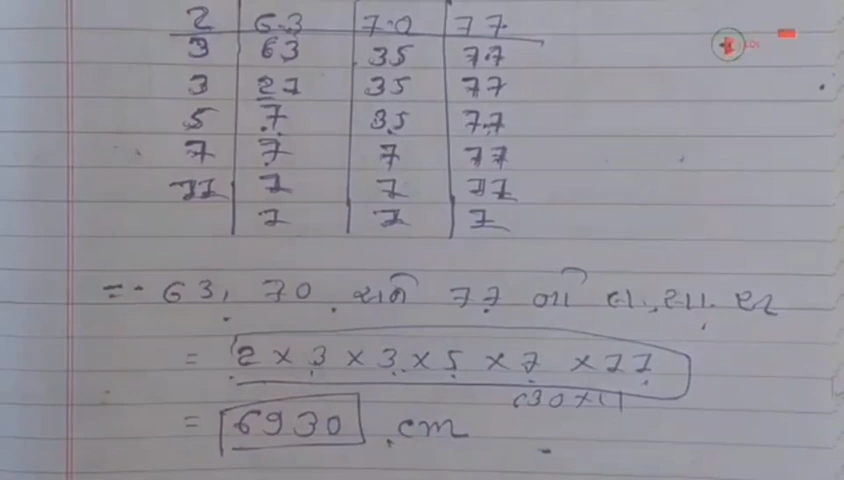 2 63 70 77
3 63 35 77
3 21 35 77
5 7 35 77
7 7 7 77
11 1 1 11
1 1 1
= 63, 70 અને 77 નો લ.સા.અ
= 2 × 3 × 3 × 5 × 7 × 11
630×11
= 6930 cm